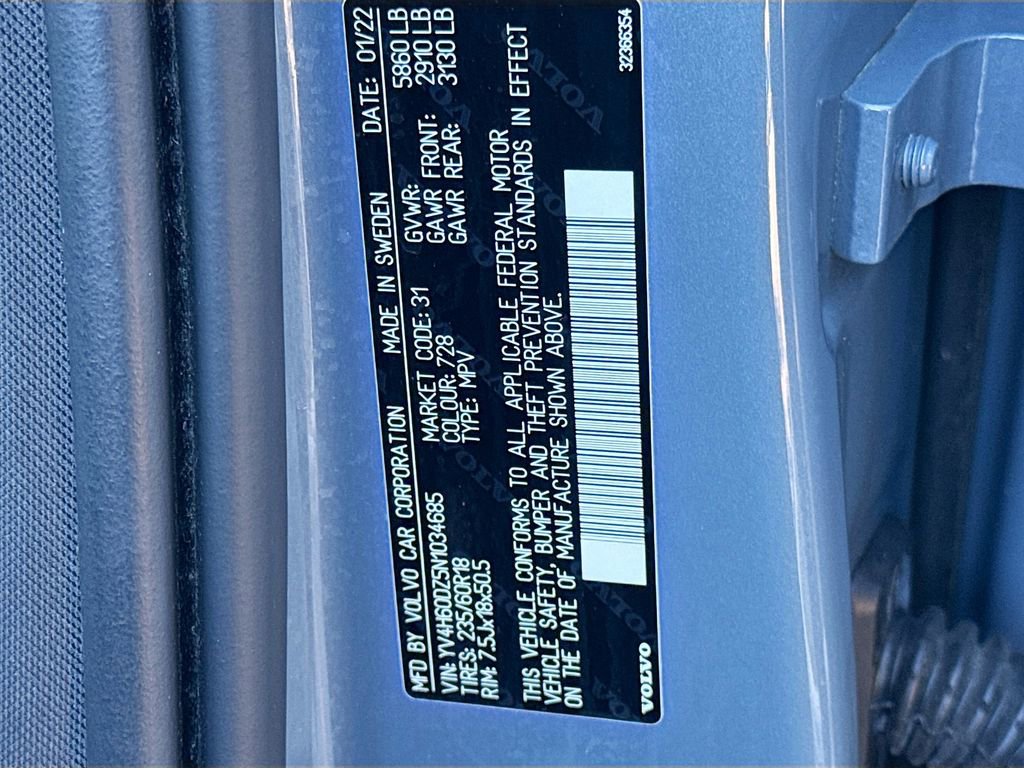 MFD BY VOLVO CAR CORPORATION MADE IN SWEDEN DATE: 01/22
VIN: YV4H60DZ5N1034685 MARKET CODE: 31 GVWR: 5860 LB
TIRES: 235/60R18 COLOUR: 728 GAWR FRONT: 2910 LB
RIM: 7.5Jx18x50.5 TYPE: MPV GAWR REAR: 3130 LB
THIS VEHICLE CONFORMS TO ALL APPLICABLE FEDERAL MOTOR
VEHICLE SAFETY, BUMPER AND THEFT PREVENTION STANDARDS IN EFFECT
ON THE DATE OF MANUFACTURE SHOWN ABOVE.
VOLVO 32366354